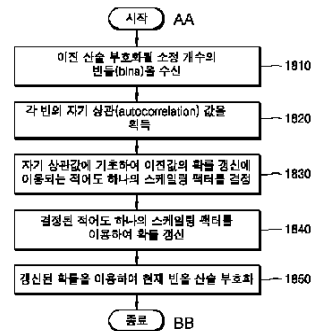 시작 AA
이진 산술 부호화될 소정 개수의
빈들(bins)을 수신
1810
각 빈의 자기 상관(autocorrelation) 값을
획득
1820
자기 상관값에 기초하여 이진값의 확률 갱신에
이용되는 적어도 하나의 스케일링 팩터를 결정
1830
결정된 적어도 하나의 스케일링 팩터를
이용하여 확률 갱신
1840
갱신된 확률을 이용하여 현재 빈을 산술 부호화
1850
종료 BB